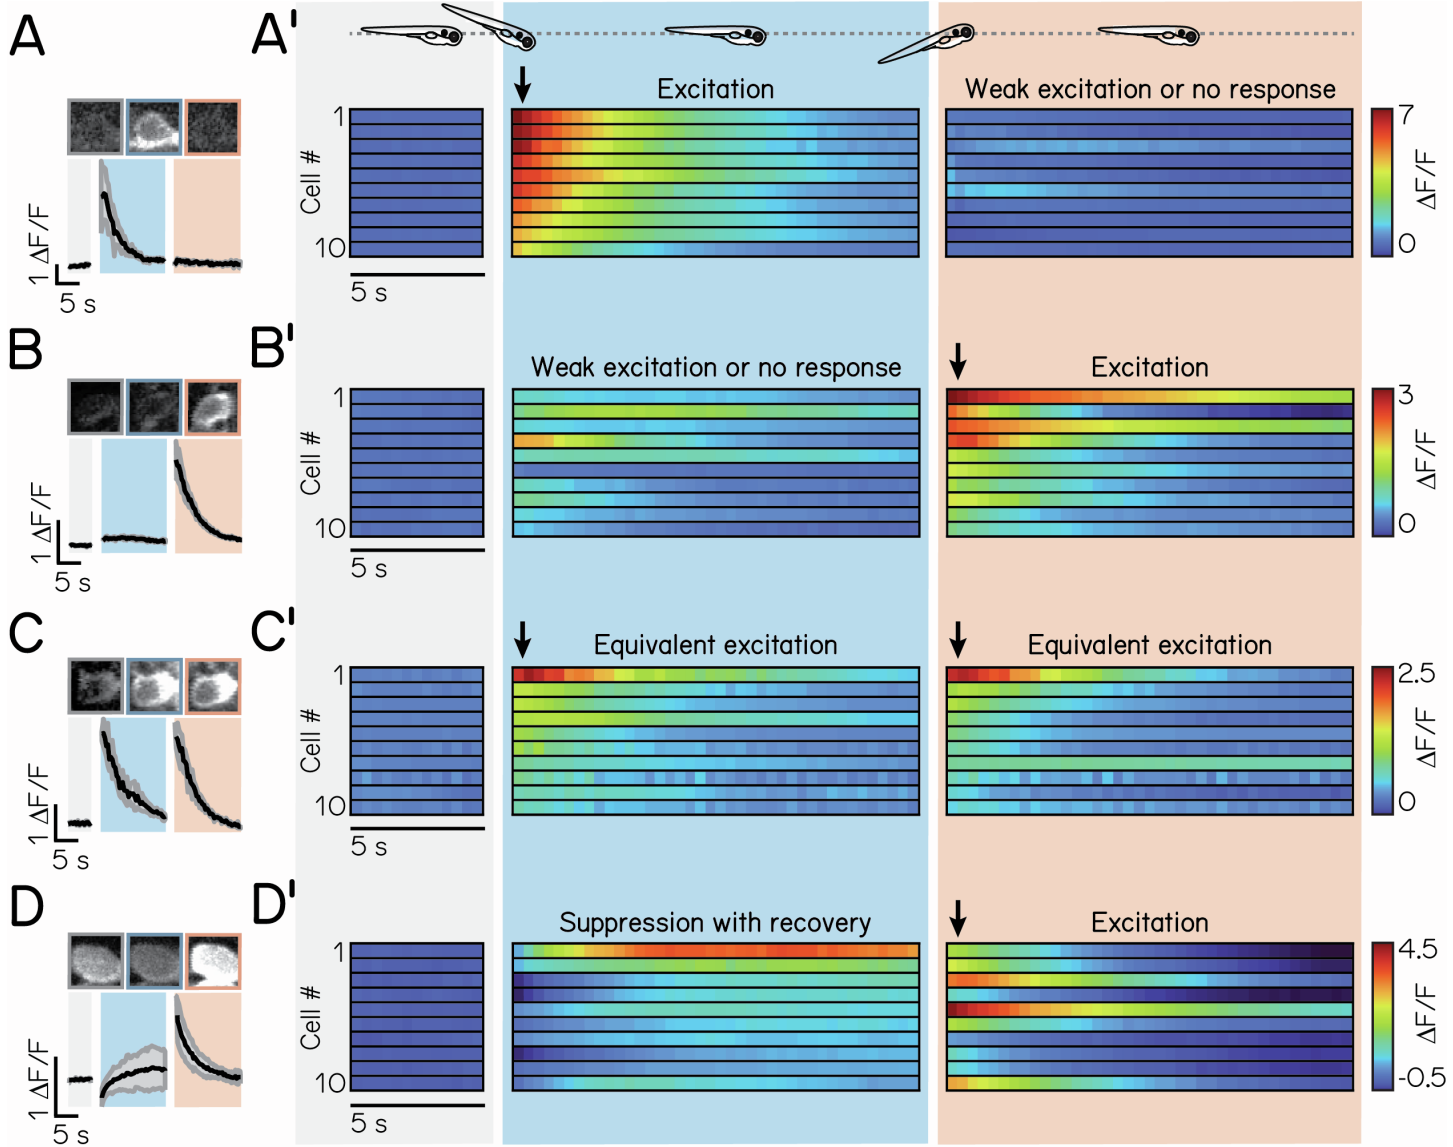 A
A'
1 ΔF/F
5 s
Excitation
Weak excitation or no response
Cell #
1
10
5 s
7
0
ΔF/F
B
B'
1 ΔF/F
5 s
Weak excitation or no response
Excitation
Cell #
1
10
5 s
3
0
ΔF/F
C
C'
1 ΔF/F
5 s
Equivalent excitation
Equivalent excitation
Cell #
1
10
5 s
2.5
0
ΔF/F
D
D'
1 ΔF/F
5 s
Suppression with recovery
Excitation
Cell #
1
10
5 s
4.5
-0.5
ΔF/F